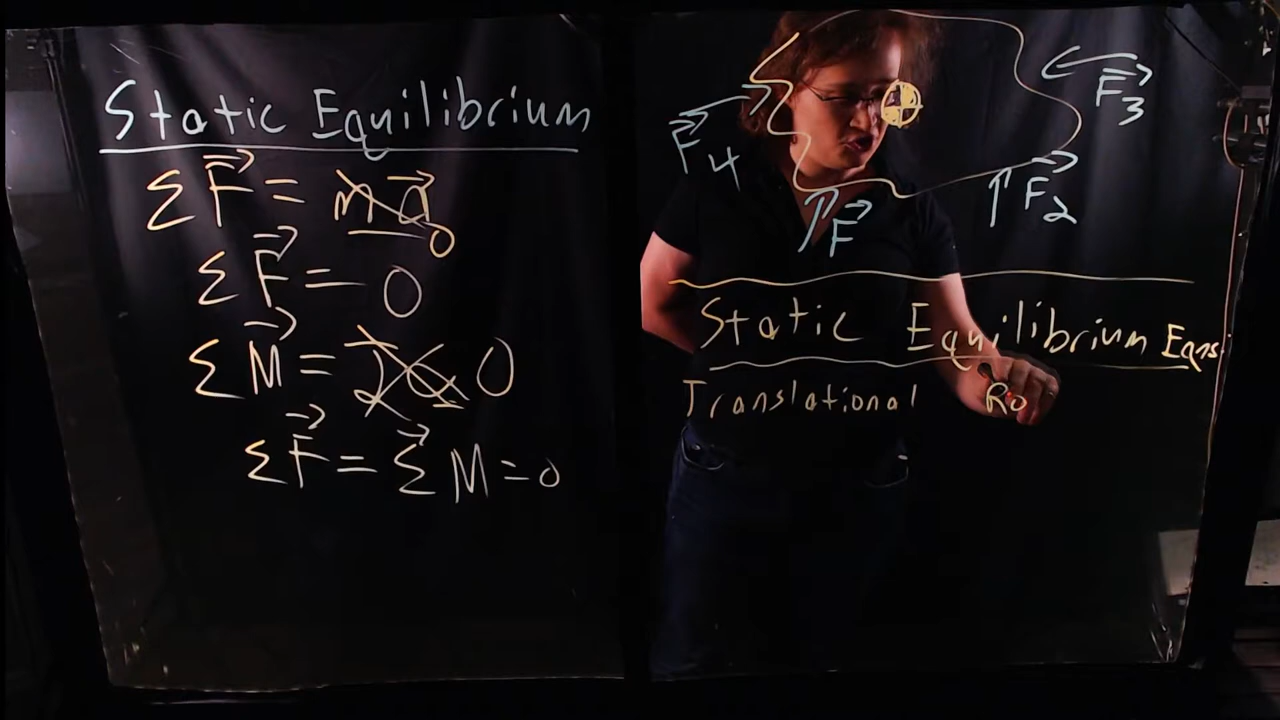 Static Equilibrium
ΣF⃗ = ma⃗ 0
ΣF⃗ = 0
ΣM⃗ = Iα 0
ΣF⃗ = Σ⃗M = 0
F⃗3
F⃗4
F⃗2
F⃗
Static Equilibrium Eqns
Translational Ro